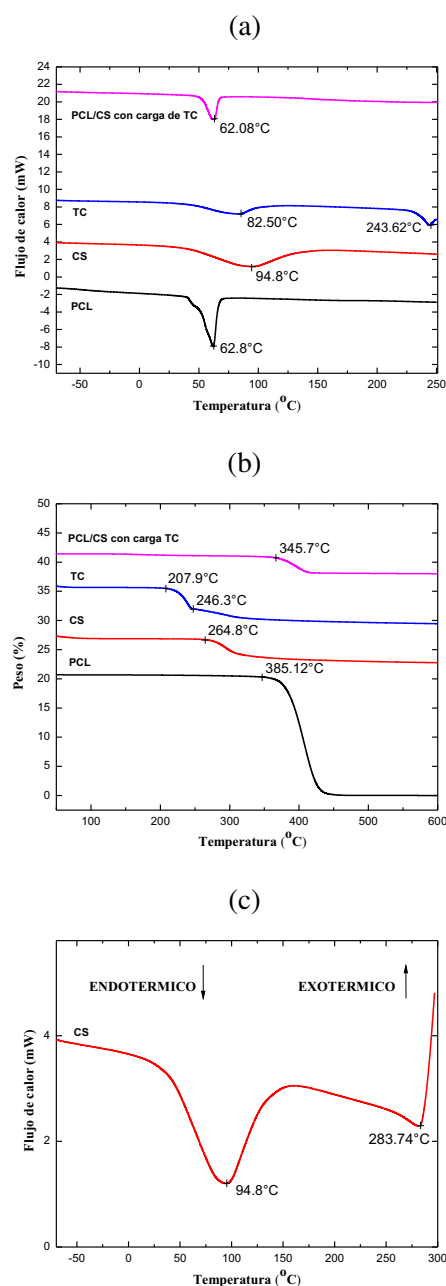 (a)
24
22
20
18
16
14
12
10
8
6
4
2
0
-2
-4
-6
-8
-10
Flujo de calor (mW)
PCL/CS con carga de TC
62.08°C
TC
82.50°C
243.62°C
CS
94.8°C
PCL
62.8°C
-50 0 50 100 150 200 250
Temperatura (°C)
(b)
50
45
40
35
30
25
20
15
10
5
0
Peso (%)
PCL/CS con carga TC
345.7°C
TC
207.9°C
246.3°C
CS
264.8°C
PCL
385.12°C
100 200 300 400 500 600
Temperatura (°C)
(c)
4
2
0
Flujo de calor (mW)
ENDOTERMICO
EXOTERMICO
CS
94.8°C
283.74°C
-50 0 50 100 150 200 250 300
Temperatura (°C)